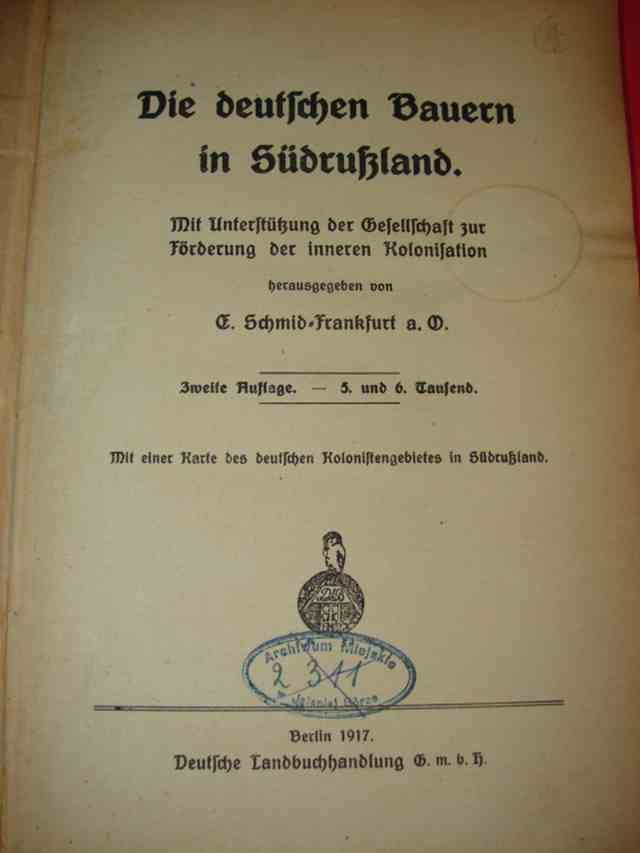 Die deutschen Bauern
in Südrußland.
Mit Unterstützung der Gesellschaft zur
Förderung der inneren Kolonisation
herausgegeben von
E. Schmid-Frankfurt a. O.
Zweite Auflage. — 5. und 6. Tausend.
Mit einer Karte des deutschen Kolonistengebietes in Südrußland.
Archiwum Miejskie
2 311
Berlin 1917.
Deutsche Landbuchhandlung G. m. b. H.